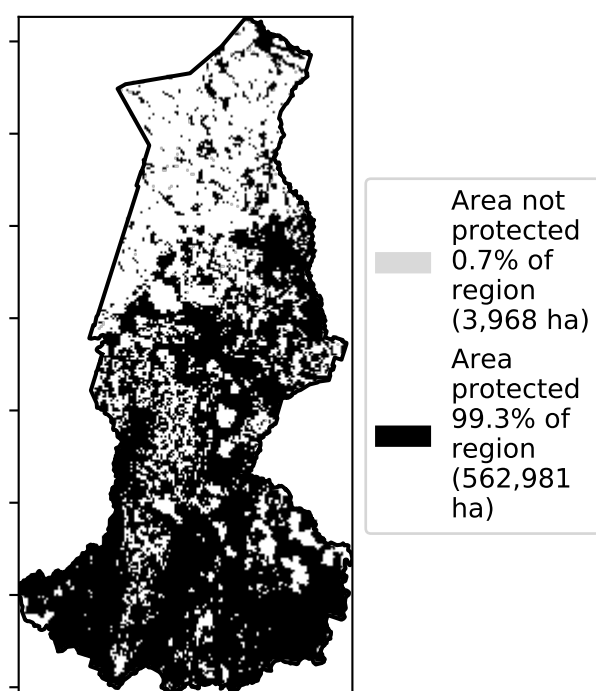 Area not
protected
0.7% of
region
(3,968 ha)
Area
protected
99.3% of
region
(562,981
ha)